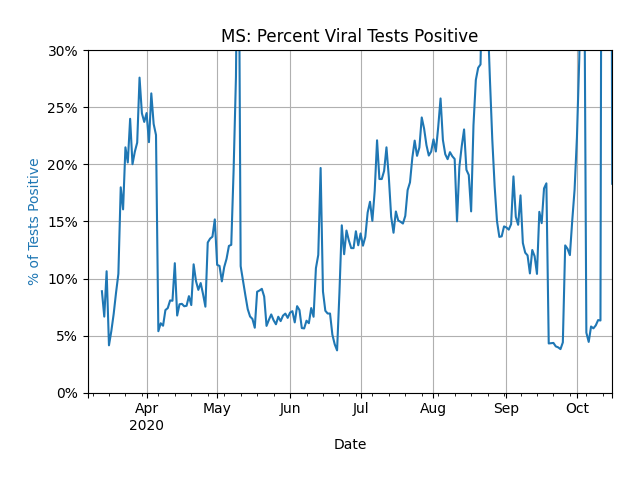 MS: Percent Viral Tests Positive
30%
25%
20%
15%
10%
5%
0%
% of Tests Positive
Apr May Jun Jul Aug Sep Oct
2020
Date